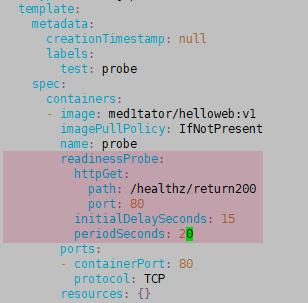 template:
  metadata:
    creationTimestamp: null
    labels:
      test: probe
  spec:
    containers:
    - image: med1tator/helloweb:v1
      imagePullPolicy: IfNotPresent
      name: probe
      readinessProbe:
        httpGet:
          path: /healthz/return200
          port: 80
        initialDelaySeconds: 15
        periodSeconds: 20
      ports:
      - containerPort: 80
        protocol: TCP
      resources: {}